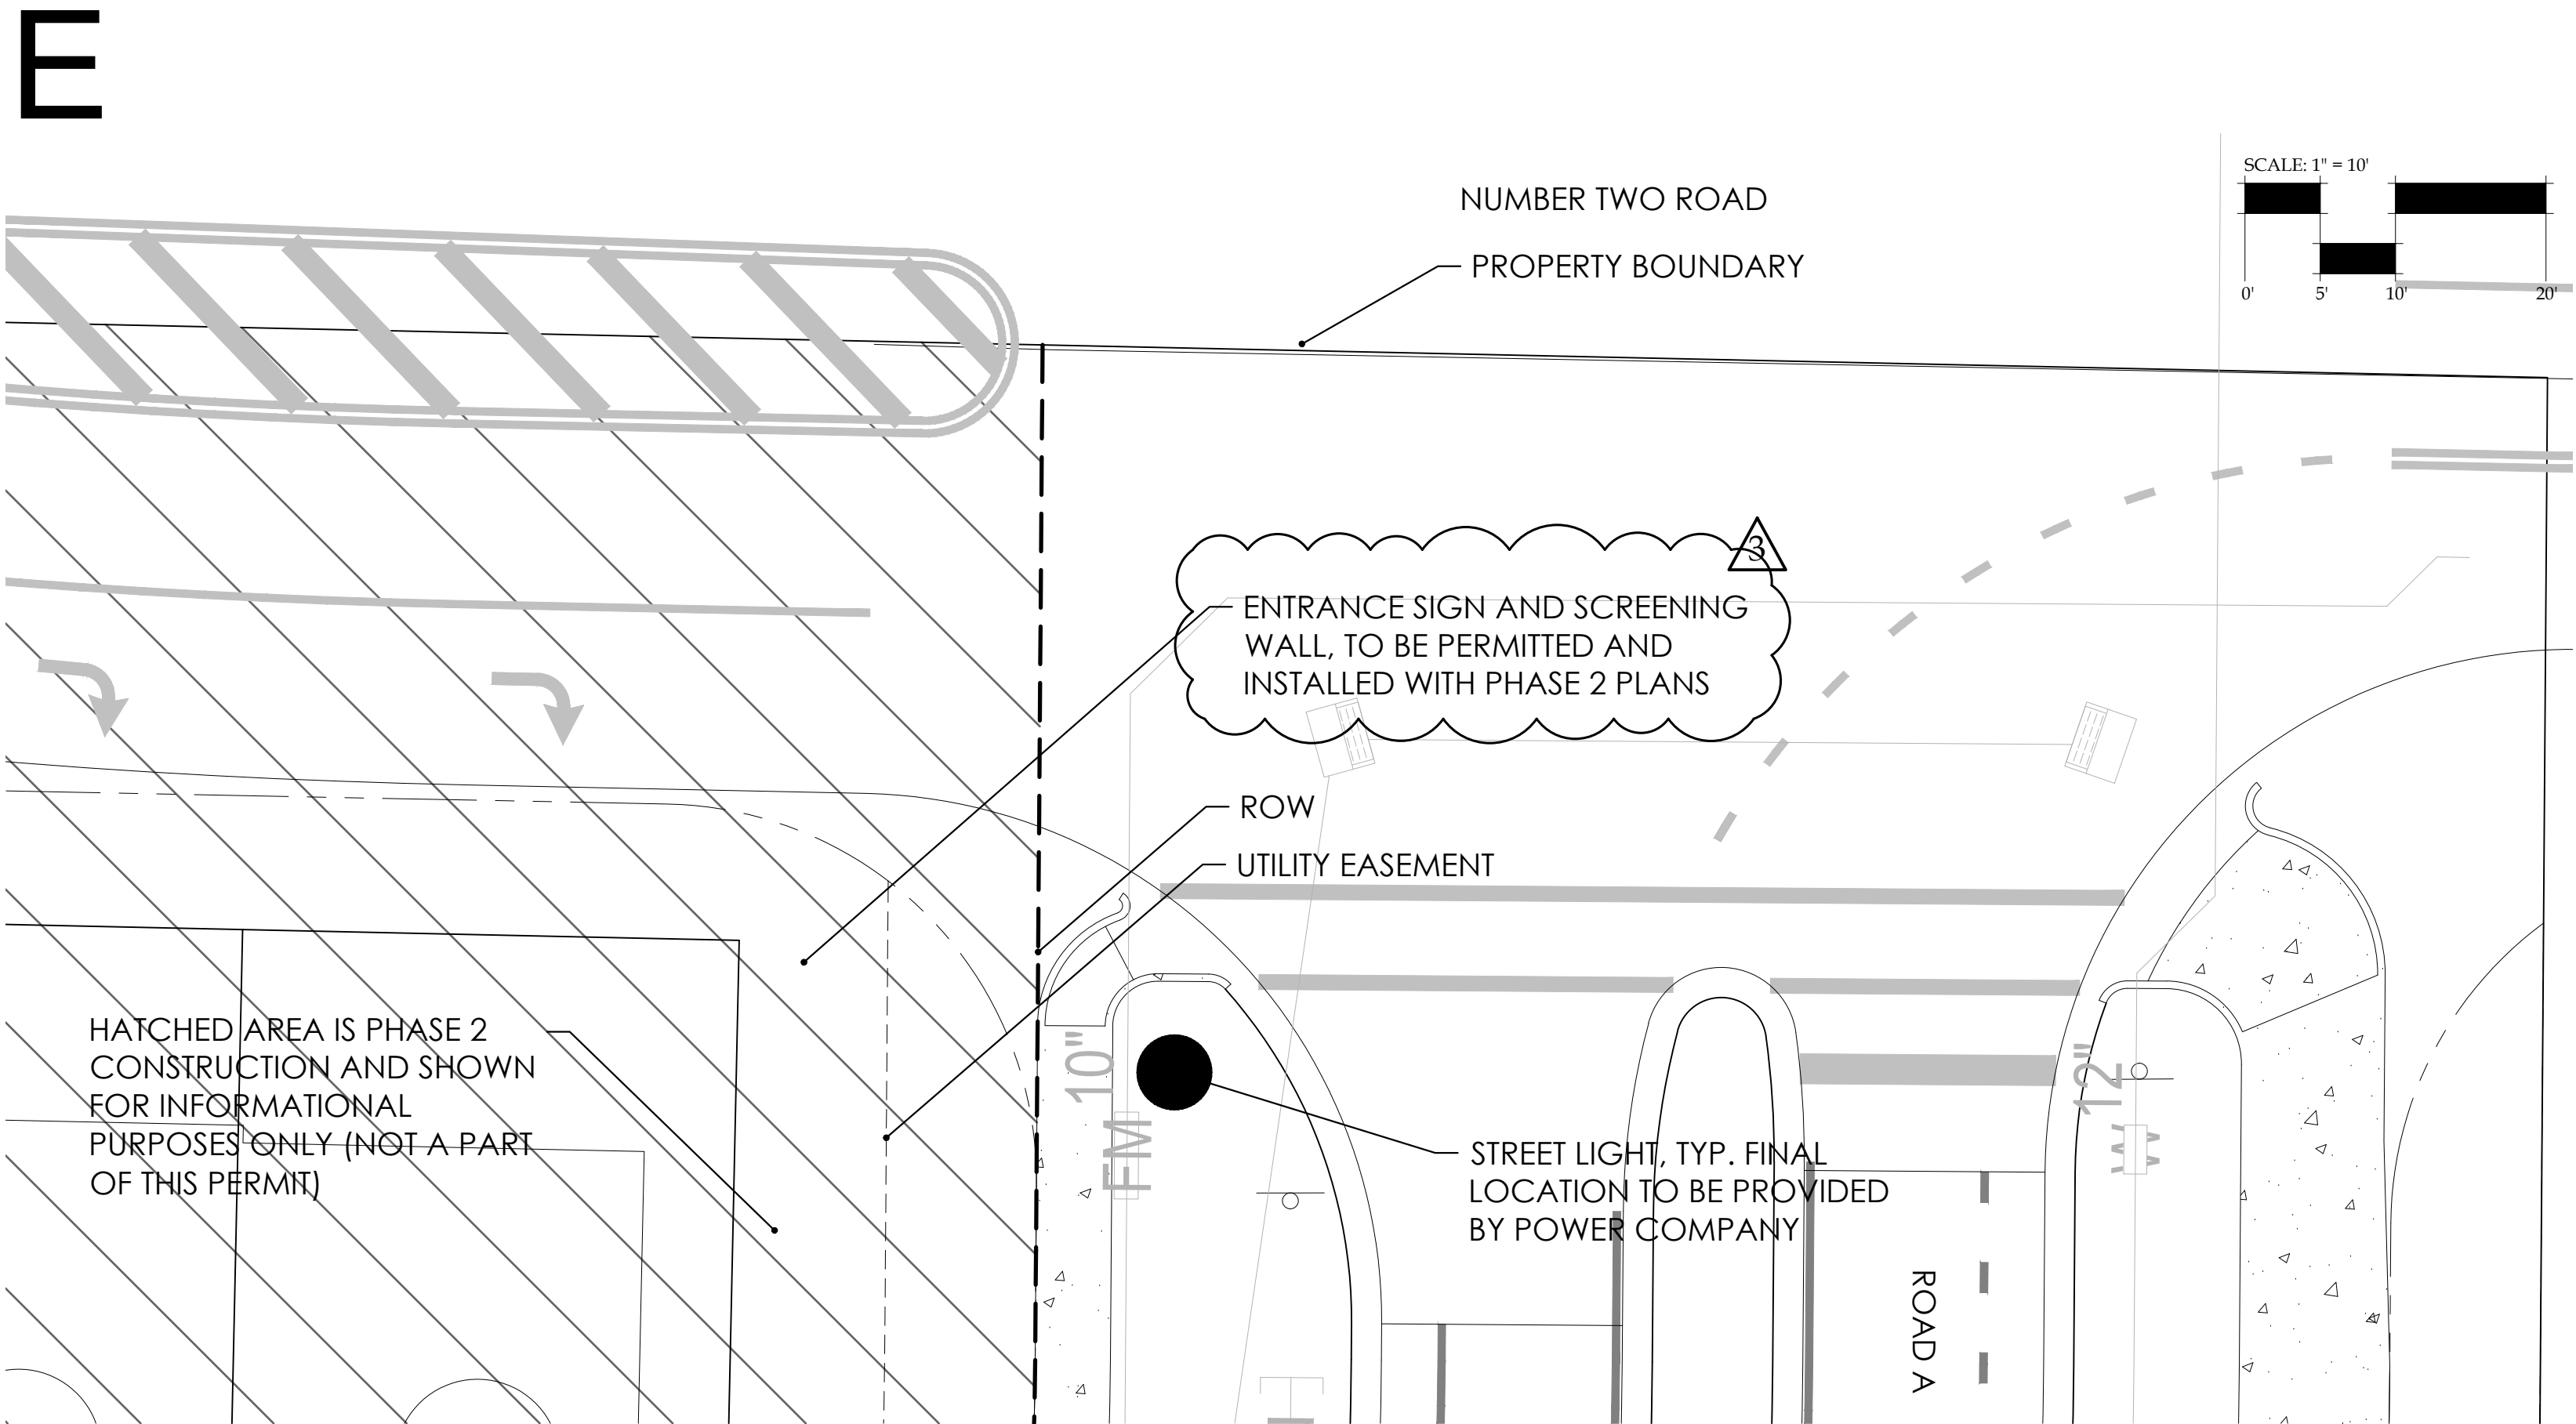 E
SCALE: 1" = 10'
0' 5' 10' 20'
NUMBER TWO ROAD
PROPERTY BOUNDARY
3
ENTRANCE SIGN AND SCREENING
WALL, TO BE PERMITTED AND
INSTALLED WITH PHASE 2 PLANS
ROW
UTILITY EASEMENT
HATCHED AREA IS PHASE 2
CONSTRUCTION AND SHOWN
FOR INFORMATIONAL
PURPOSES ONLY (NOT A PART
OF THIS PERMIT)
10"
FM
12"
W
STREET LIGHT, TYP. FINAL
LOCATION TO BE PROVIDED
BY POWER COMPANY
ROAD A